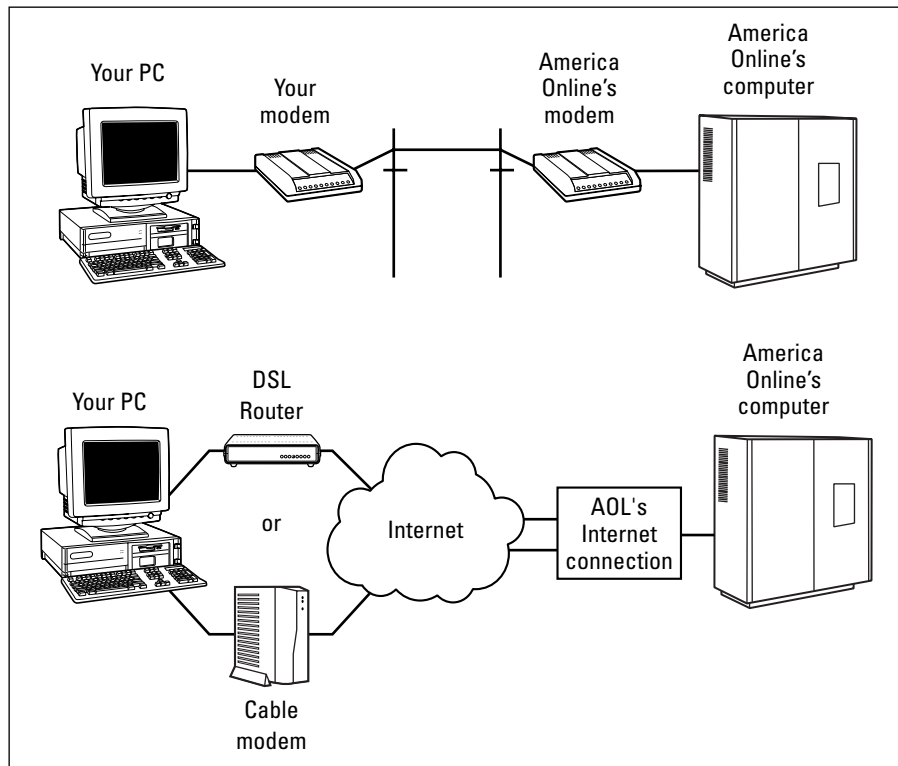 Your PC
Your
modem
America
Online's
modem
America
Online's
computer
Your PC
DSL
Router
or
Cable
modem
Internet
AOL's
Internet
connection
America
Online's
computer